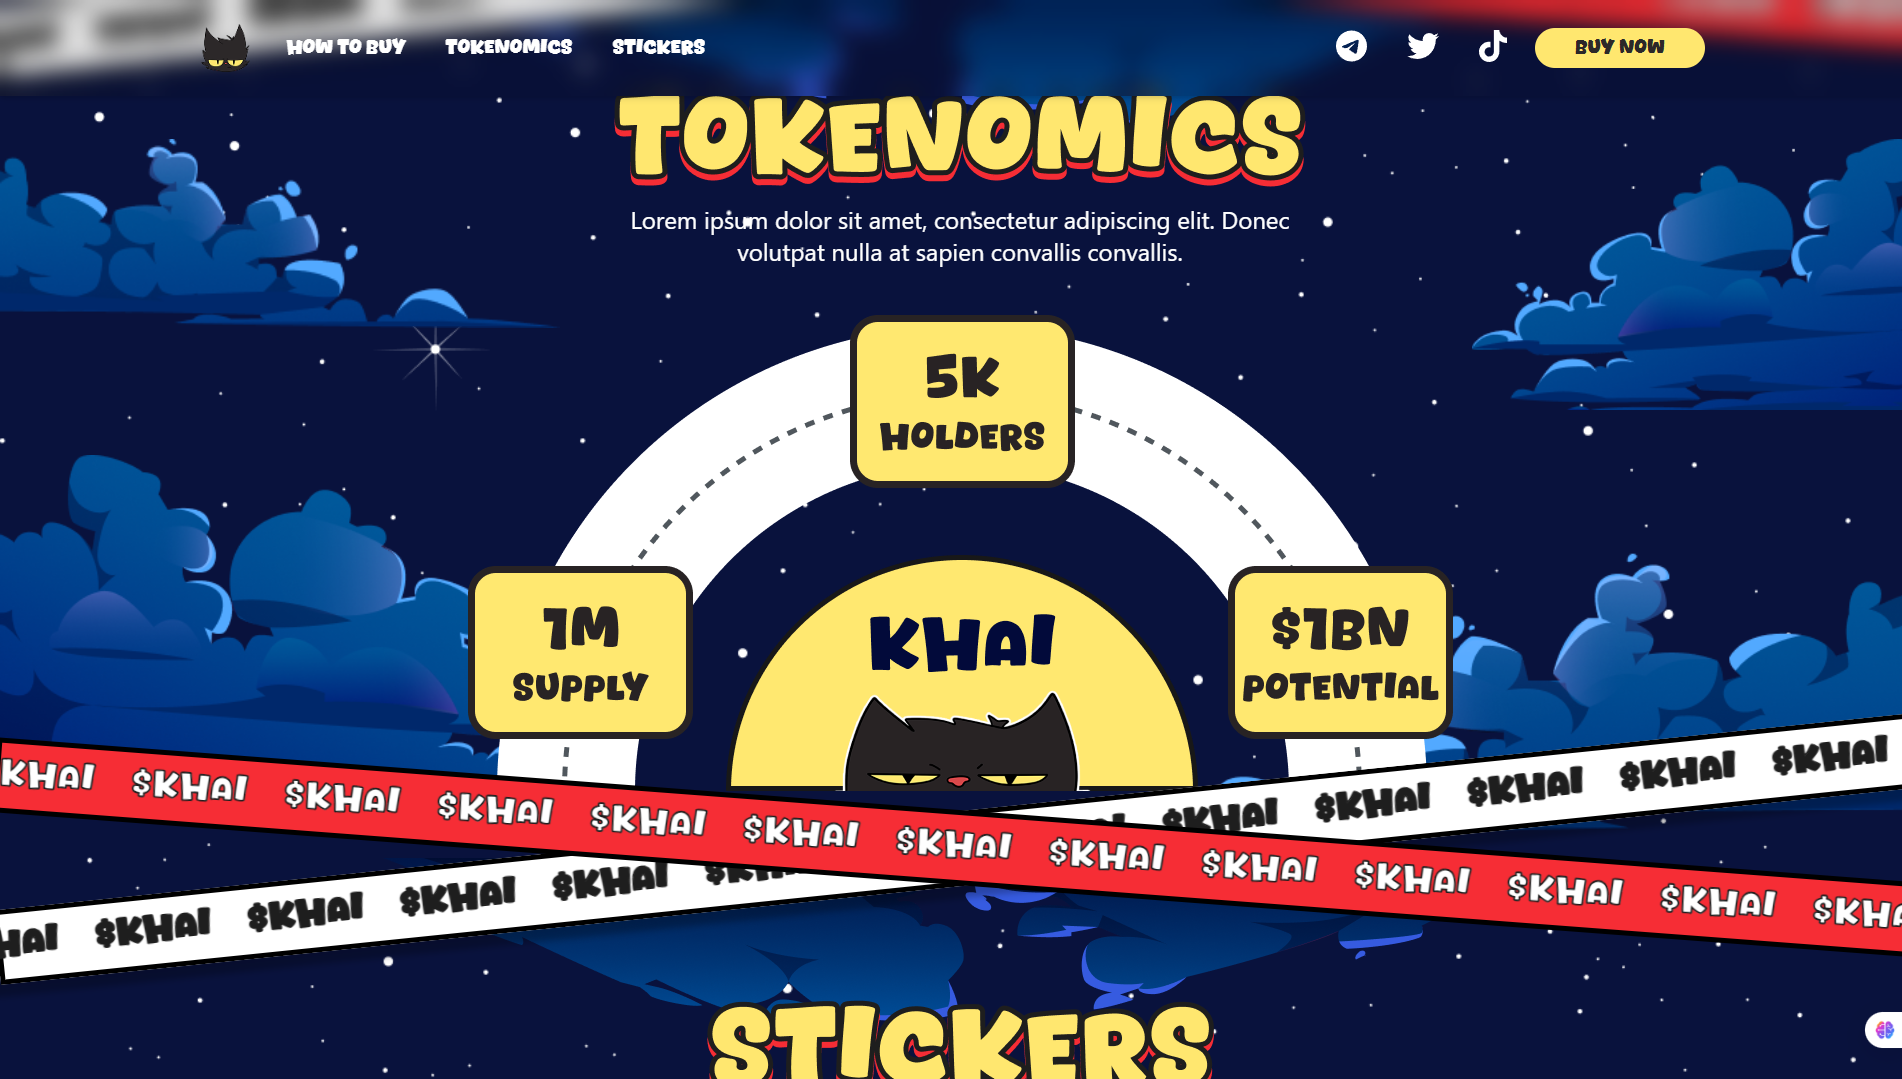 HOW TO BUY
TOKENOMICS
STICKERS
BUY NOW
TOKENOMICS
Lorem ipsum dolor sit amet, consectetur adipiscing elit. Donec
volutpat nulla at sapien convallis convallis.
5K
HOLDERS
1M
SUPPLY
KHAI
$1BN
POTENTIAL
KHAI $KHAI $KHAI $KHAI $KHAI $KHAI $KHAI $KHAI $KHAI $KHAI $KHAI $KHAI $KHA
HAI $KHAI $KHAI $KHAI $KHAI $KHAI $KHAI $KHAI $KHAI $KHAI $KHAI
STICKERS